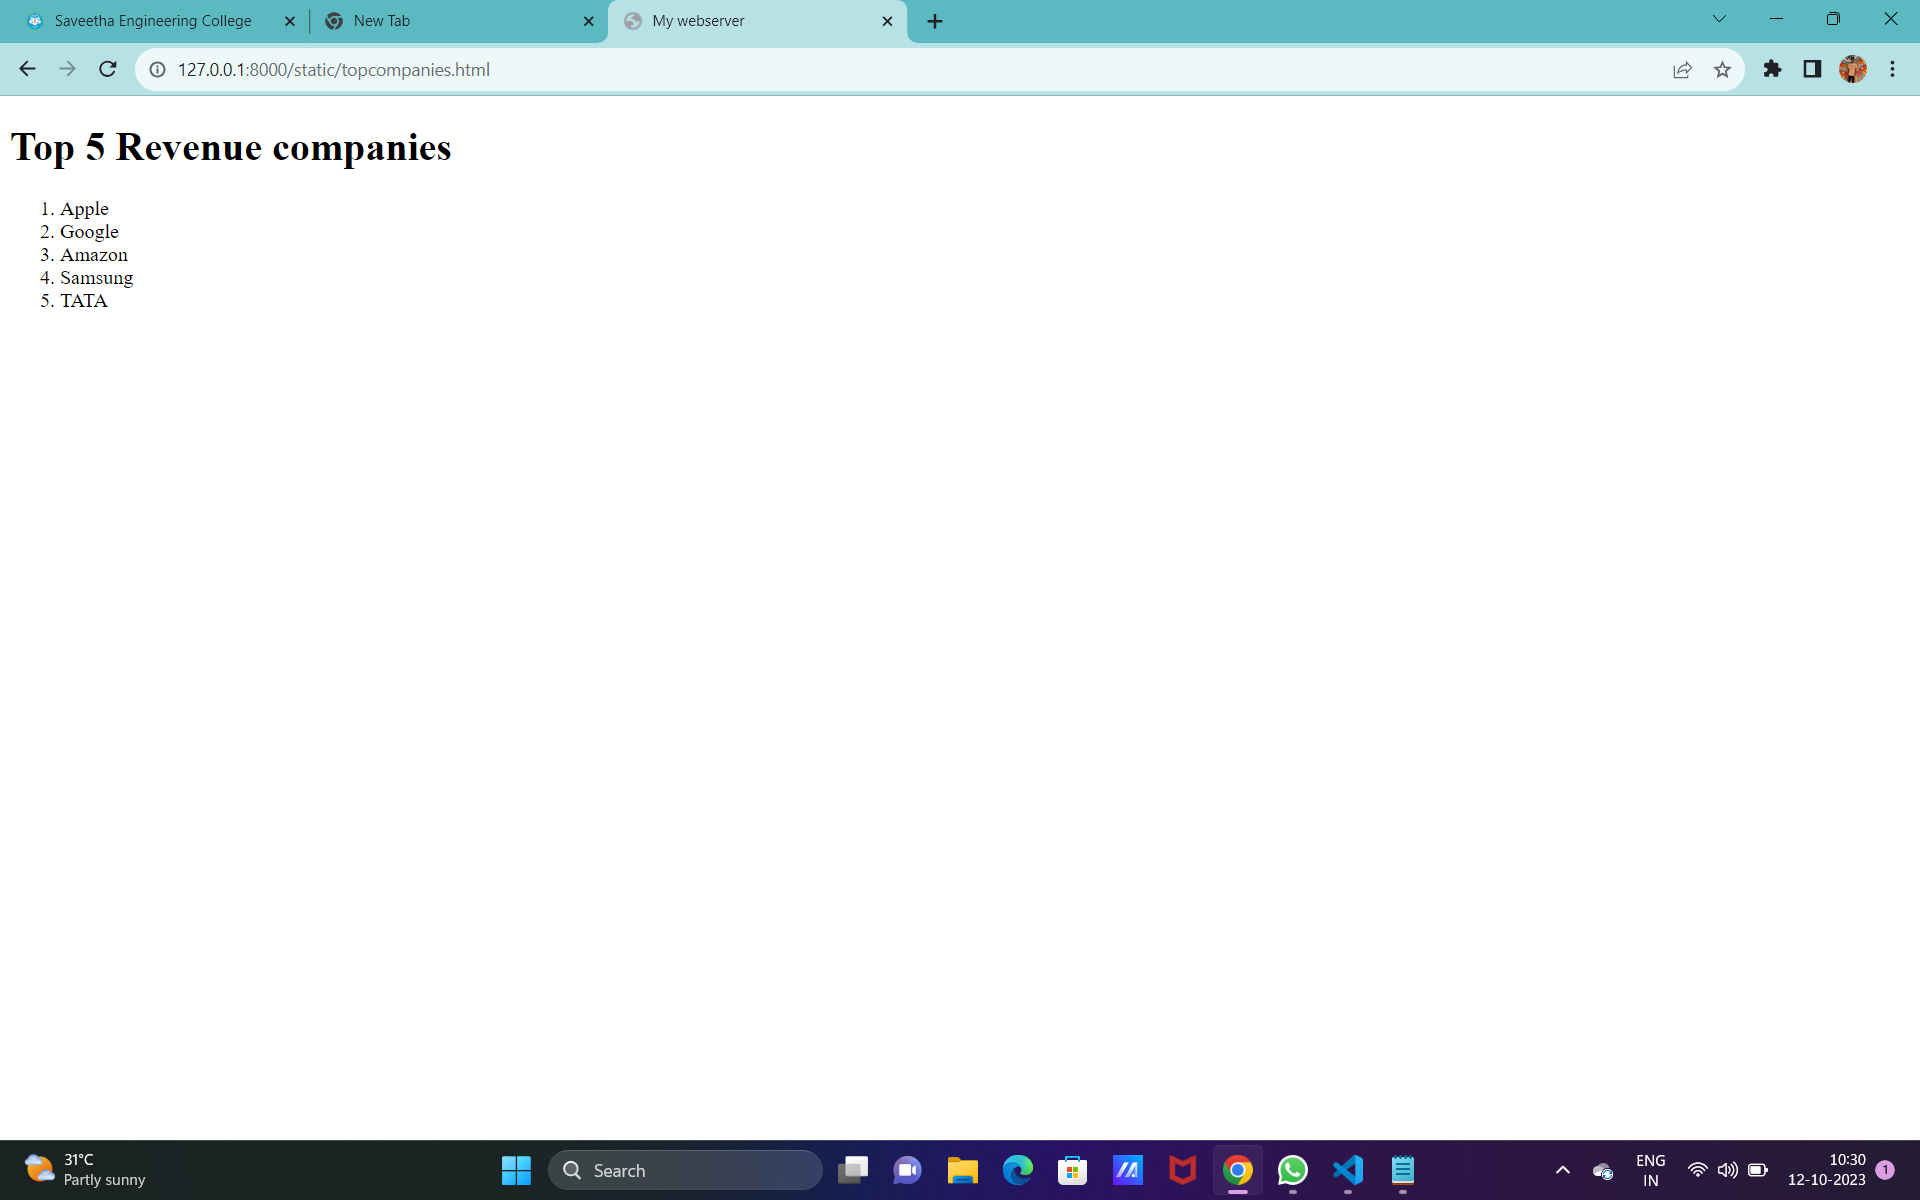 Saveetha Engineering College
New Tab
My webserver
127.0.0.1:8000/static/topcompanies.html
Top 5 Revenue companies
1. Apple
2. Google
3. Amazon
4. Samsung
5. TATA
31°C
Partly sunny
Search
ENG
IN
10:30
12-10-2023
1